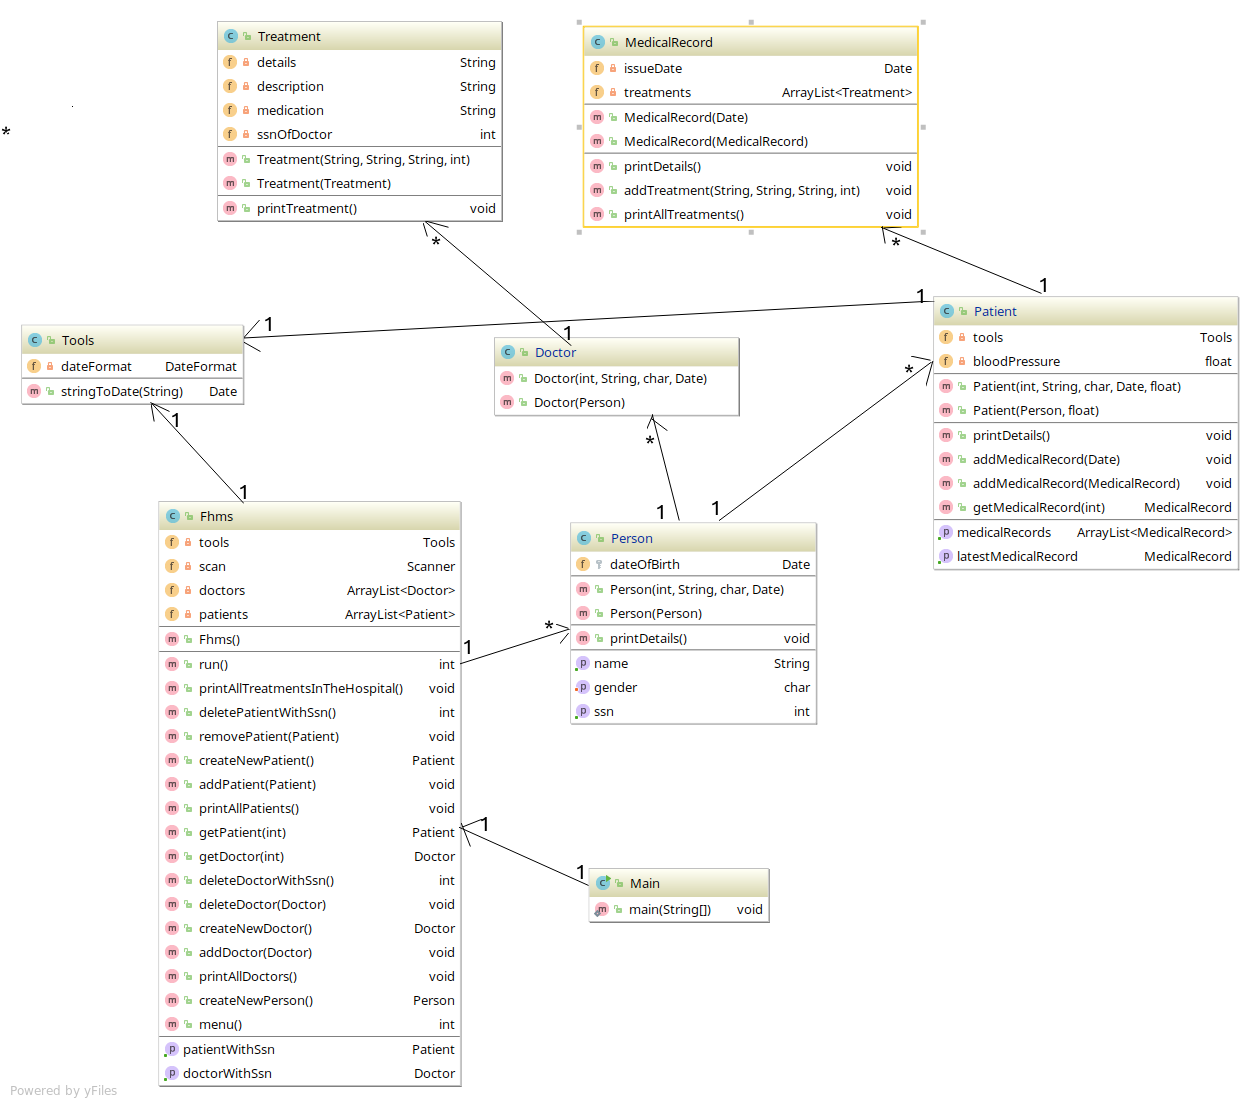 Treatment
details String
description String
medication String
ssnOfDoctor int
Treatment(String, String, String, int)
Treatment(Treatment)
printTreatment() void
MedicalRecord
issueDate Date
treatments ArrayList<Treatment>
MedicalRecord(Date)
MedicalRecord(MedicalRecord)
printDetails() void
addTreatment(String, String, String, int) void
printAllTreatments() void
*
*
*
1
1
1
1
Tools
dateFormat DateFormat
stringToDate(String) Date
Doctor
Doctor(int, String, char, Date)
Doctor(Person)
Patient
tools Tools
bloodPressure float
Patient(int, String, char, Date, float)
Patient(Person, float)
printDetails() void
addMedicalRecord(Date) void
addMedicalRecord(MedicalRecord) void
getMedicalRecord(int) MedicalRecord
medicalRecords ArrayList<MedicalRecord>
latestMedicalRecord MedicalRecord
*
1
*
1
1
1
Fhms
tools Tools
scan Scanner
doctors ArrayList<Doctor>
patients ArrayList<Patient>
Fhms()
run() int
printAllTreatmentsInTheHospital() void
deletePatientWithSsn() int
removePatient(Patient) void
createNewPatient() Patient
addPatient(Patient) void
printAllPatients() void
getPatient(int) Patient
getDoctor(int) Doctor
deleteDoctorWithSsn() int
deleteDoctor(Doctor) void
createNewDoctor() Doctor
addDoctor(Doctor) void
printAllDoctors() void
createNewPerson() Person
menu() int
patientWithSsn Patient
doctorWithSsn Doctor
Person
dateOfBirth Date
Person(int, String, char, Date)
Person(Person)
printDetails() void
name String
gender char
ssn int
*
1
1
1
Main
main(String[]) void
Powered by yFiles